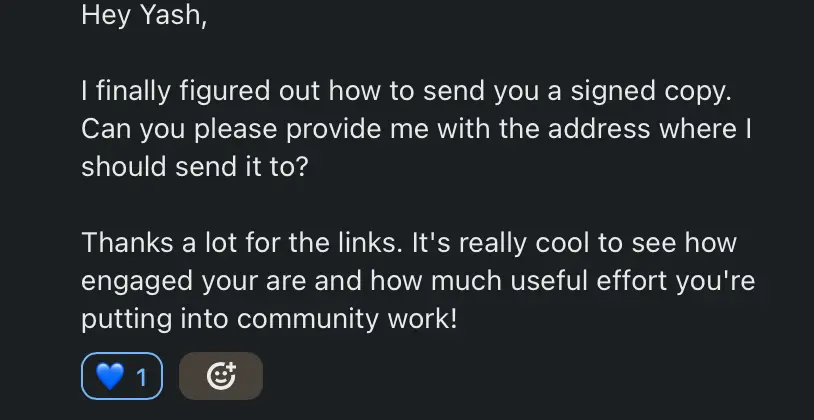 Hey Yash,
I finally figured out how to send you a signed copy.
Can you please provide me with the address where I
should send it to?
Thanks a lot for the links. It's really cool to see how
engaged your are and how much useful effort you're
putting into community work!
💙 1